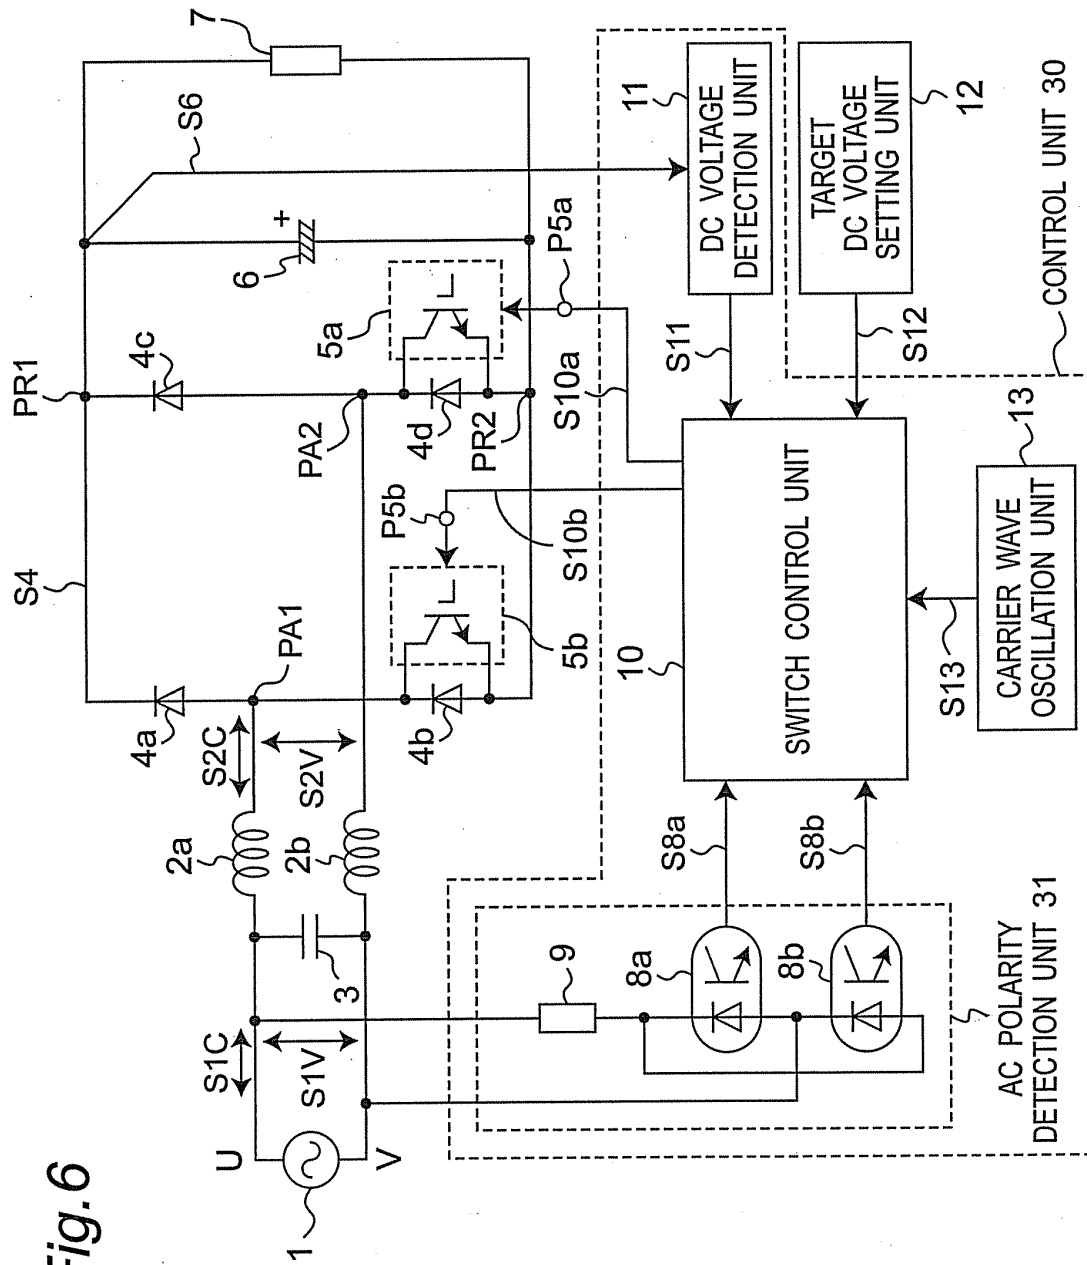 Fig.6
1
U
V
S1C
S1V
3
2a
2b
S2C
S2V
PA1
4a
4b
S4
5b
P5b
S10b
PR1
4c
PA2
4d
PR2
5a
P5a
S10a
6
+
S6
7
9
8a
8b
S8a
S8b
AC POLARITY
DETECTION UNIT 31
10
SWITCH CONTROL UNIT
S13
CARRIER WAVE
OSCILLATION UNIT
13
S11
S12
11
DC VOLTAGE
DETECTION UNIT
TARGET
DC VOLTAGE
SETTING UNIT
12
CONTROL UNIT 30